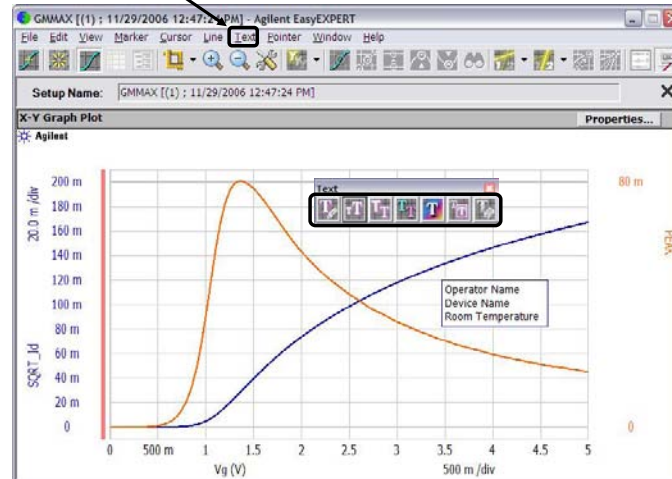 GMMAX [(1) ; 11/29/2006 12:47:24 PM] - Agilent EasyEXPERT
File Edit View Marker Cursor Line Text Pointer Window Help
Setup Name: GMMAX [(1) ; 11/29/2006 12:47:24 PM]
X-Y Graph Plot Properties...
Agilent
200 m
180 m
160 m
140 m
120 m
100 m
80 m
60 m
40 m
20 m
0
20.0 m /div
SQRT_Id
Text
Operator Name
Device Name
Room Temperature
80 m
0
0 500 m 1 1.5 2 2.5 3 3.5 4 4.5 5
Vg (V) 500 m /div